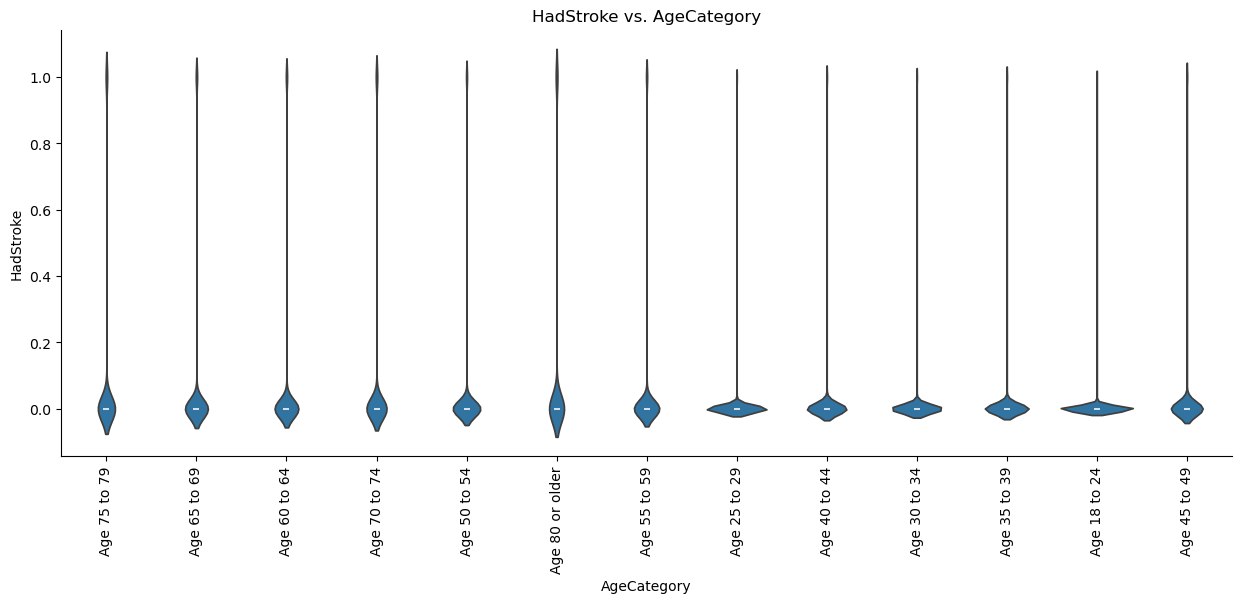 HadStroke vs. AgeCategory
HadStroke
1.0
0.8
0.6
0.4
0.2
0.0
Age 75 to 79
Age 65 to 69
Age 60 to 64
Age 70 to 74
Age 50 to 54
Age 80 or older
Age 55 to 59
Age 25 to 29
Age 40 to 44
Age 30 to 34
Age 35 to 39
Age 18 to 24
Age 45 to 49
AgeCategory